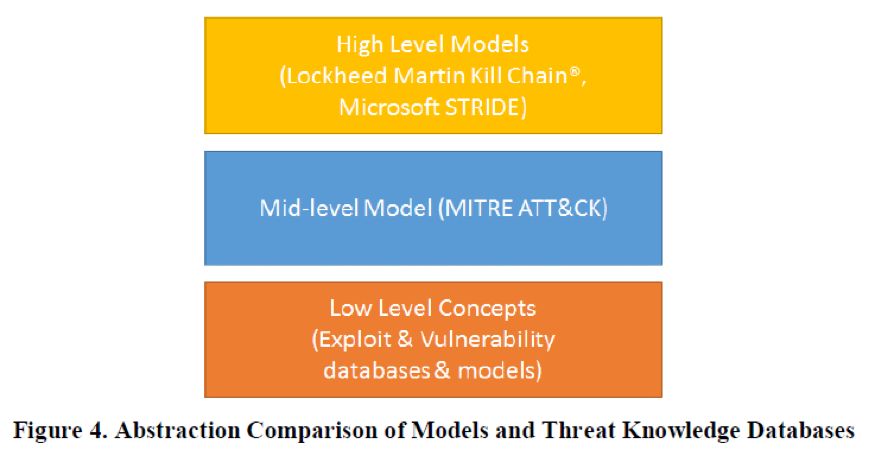 High Level Models
(Lockheed Martin Kill Chain®,
Microsoft STRIDE)
Mid-level Model (MITRE ATT&CK)
Low Level Concepts
(Exploit & Vulnerability
databases & models)
Figure 4. Abstraction Comparison of Models and Threat Knowledge Databases